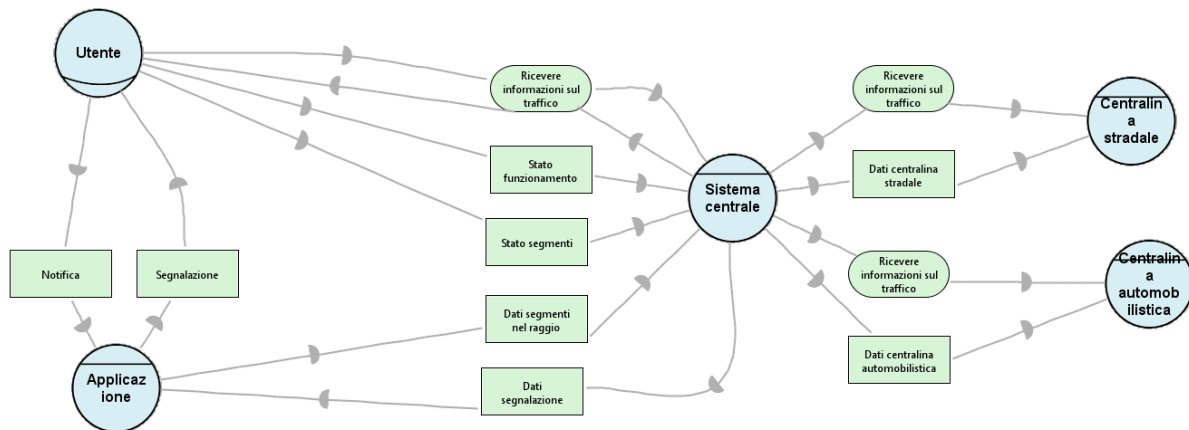 Utente
Ricevere
informazioni sul
traffico
Ricevere
informazioni sul
traffico
Centralin
a
stradale
Stato
funzionamento
Dati centralina
stradale
Sistema
centrale
Stato segmenti
Notifica
Segnalazione
Ricevere
informazioni sul
traffico
Centralin
a
automob
ilistica
Dati segmenti
nel raggio
Dati centralina
automobilistica
Applicaz
ione
Dati
segnalazione